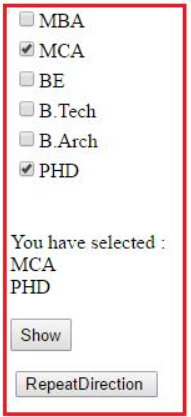 MBA
MCA
BE
B.Tech
B.Arch
PHD
You have selected :
MCA
PHD
Show
RepeatDirection